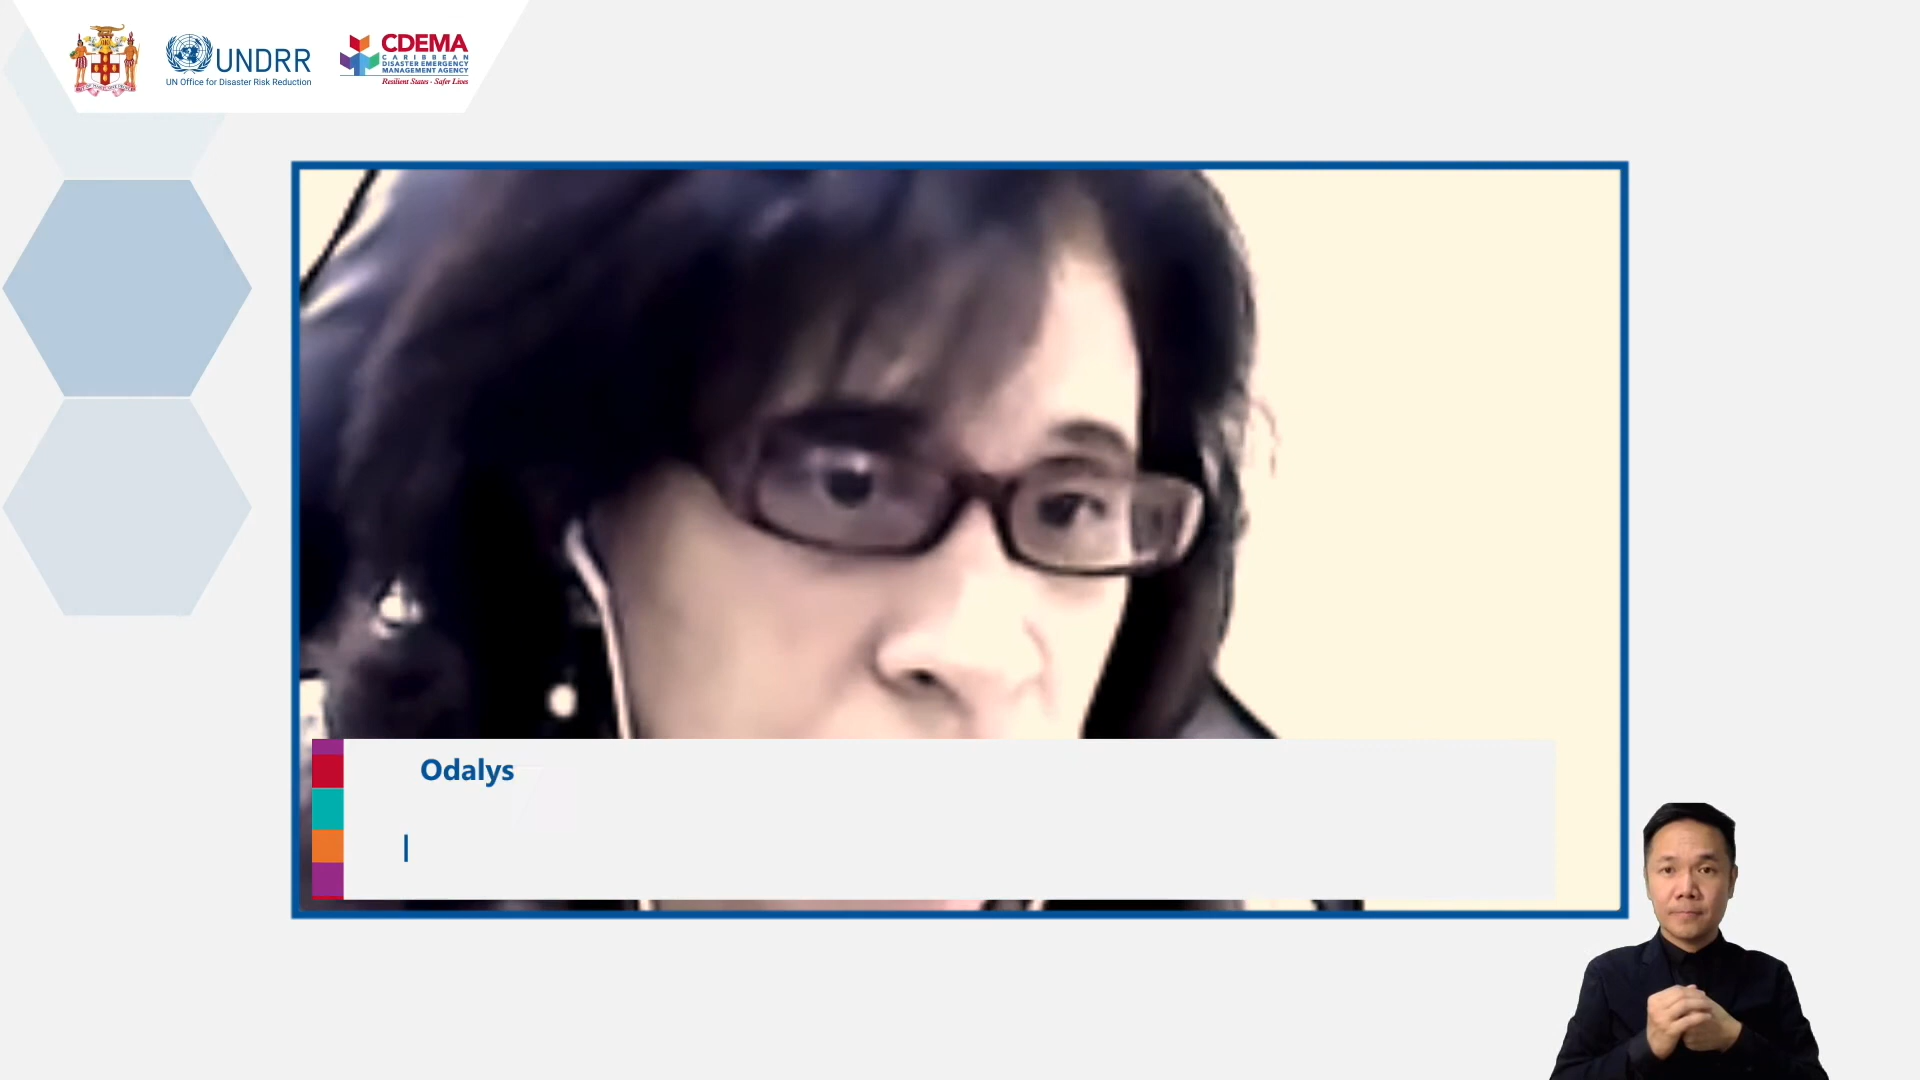 UNDRR
UN Office for Disaster Risk Reduction
CDEMA
CARIBBEAN
DISASTER EMERGENCY
MANAGEMENT AGENCY
Resilient States - Safer Lives
Odalys